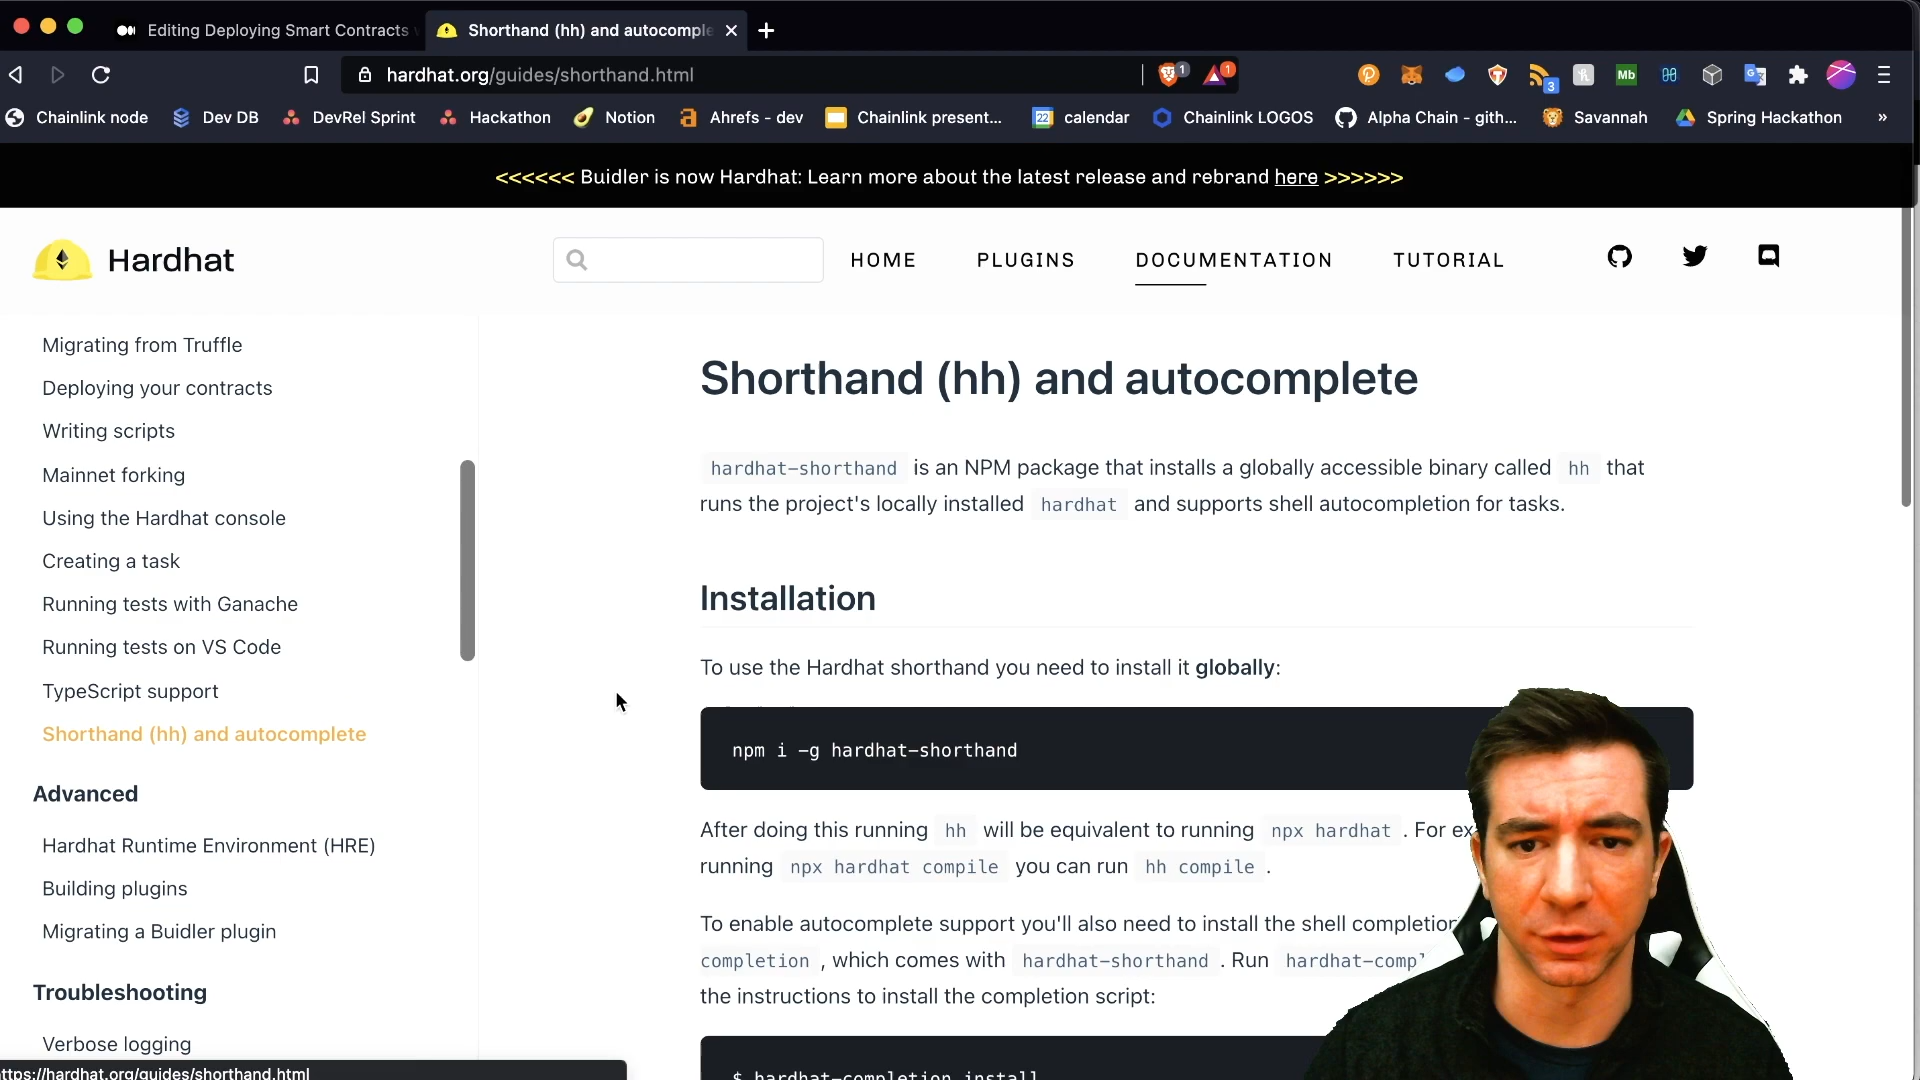 Editing Deploying Smart Contracts
Shorthand (hh) and autocomple
hardhat.org/guides/shorthand.html
1
1
3
Mb
Chainlink node
Dev DB
DevRel Sprint
Hackathon
Notion
Ahrefs - dev
Chainlink present...
22
calendar
Chainlink LOGOS
Alpha Chain - gith...
Savannah
Spring Hackathon
»
<<<<<< Buidler is now Hardhat: Learn more about the latest release and rebrand here >>>>>>
Hardhat
HOME
PLUGINS
DOCUMENTATION
TUTORIAL
Migrating from Truffle
Deploying your contracts
Writing scripts
Mainnet forking
Using the Hardhat console
Creating a task
Running tests with Ganache
Running tests on VS Code
TypeScript support
Shorthand (hh) and autocomplete
Advanced
Hardhat Runtime Environment (HRE)
Building plugins
Migrating a Buidler plugin
Troubleshooting
Verbose logging
ttps://hardhat.org/guides/shorthand.html
Shorthand (hh) and autocomplete
hardhat-shorthand is an NPM package that installs a globally accessible binary called hh that
runs the project's locally installed hardhat and supports shell autocompletion for tasks.
Installation
To use the Hardhat shorthand you need to install it globally:
npm i -g hardhat-shorthand
After doing this running hh will be equivalent to running npx hardhat . For ex
running npx hardhat compile you can run hh compile .
To enable autocomplete support you'll also need to install the shell completion
completion , which comes with hardhat-shorthand . Run hardhat-compl
the instructions to install the completion script:
$ hardhat-completion install